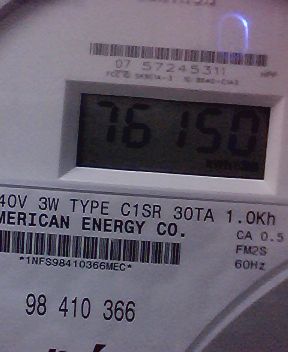 07 57245311
76150
40V 3W TYPE C1SR 30TA 1.0Kh
MERICAN ENERGY CO.
CA 0.5
FM2S
*1NFS98410366MEC*
60Hz
98 410 366